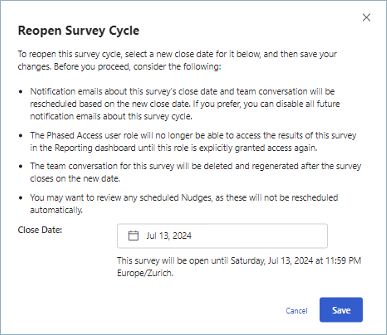 Reopen Survey Cycle
To reopen this survey cycle, select a new close date for it below, and then save your
changes. Before you proceed, consider the following:
• Notification emails about this survey's close date and team conversation will be
rescheduled based on the new close date. If you prefer, you can disable all future
notification emails about this survey cycle.
• The Phased Access user role will no longer be able to access the results of this survey
in the Reporting dashboard until this role is explicitly granted access again.
• The team conversation for this survey will be deleted and regenerated after the survey
closes on the new date.
• You may want to review any scheduled Nudges, as these will not be rescheduled
automatically.
Close Date:
Jul 13, 2024
This survey will be open until Saturday, Jul 13, 2024 at 11:59 PM
Europe/Zurich.
Cancel
Save